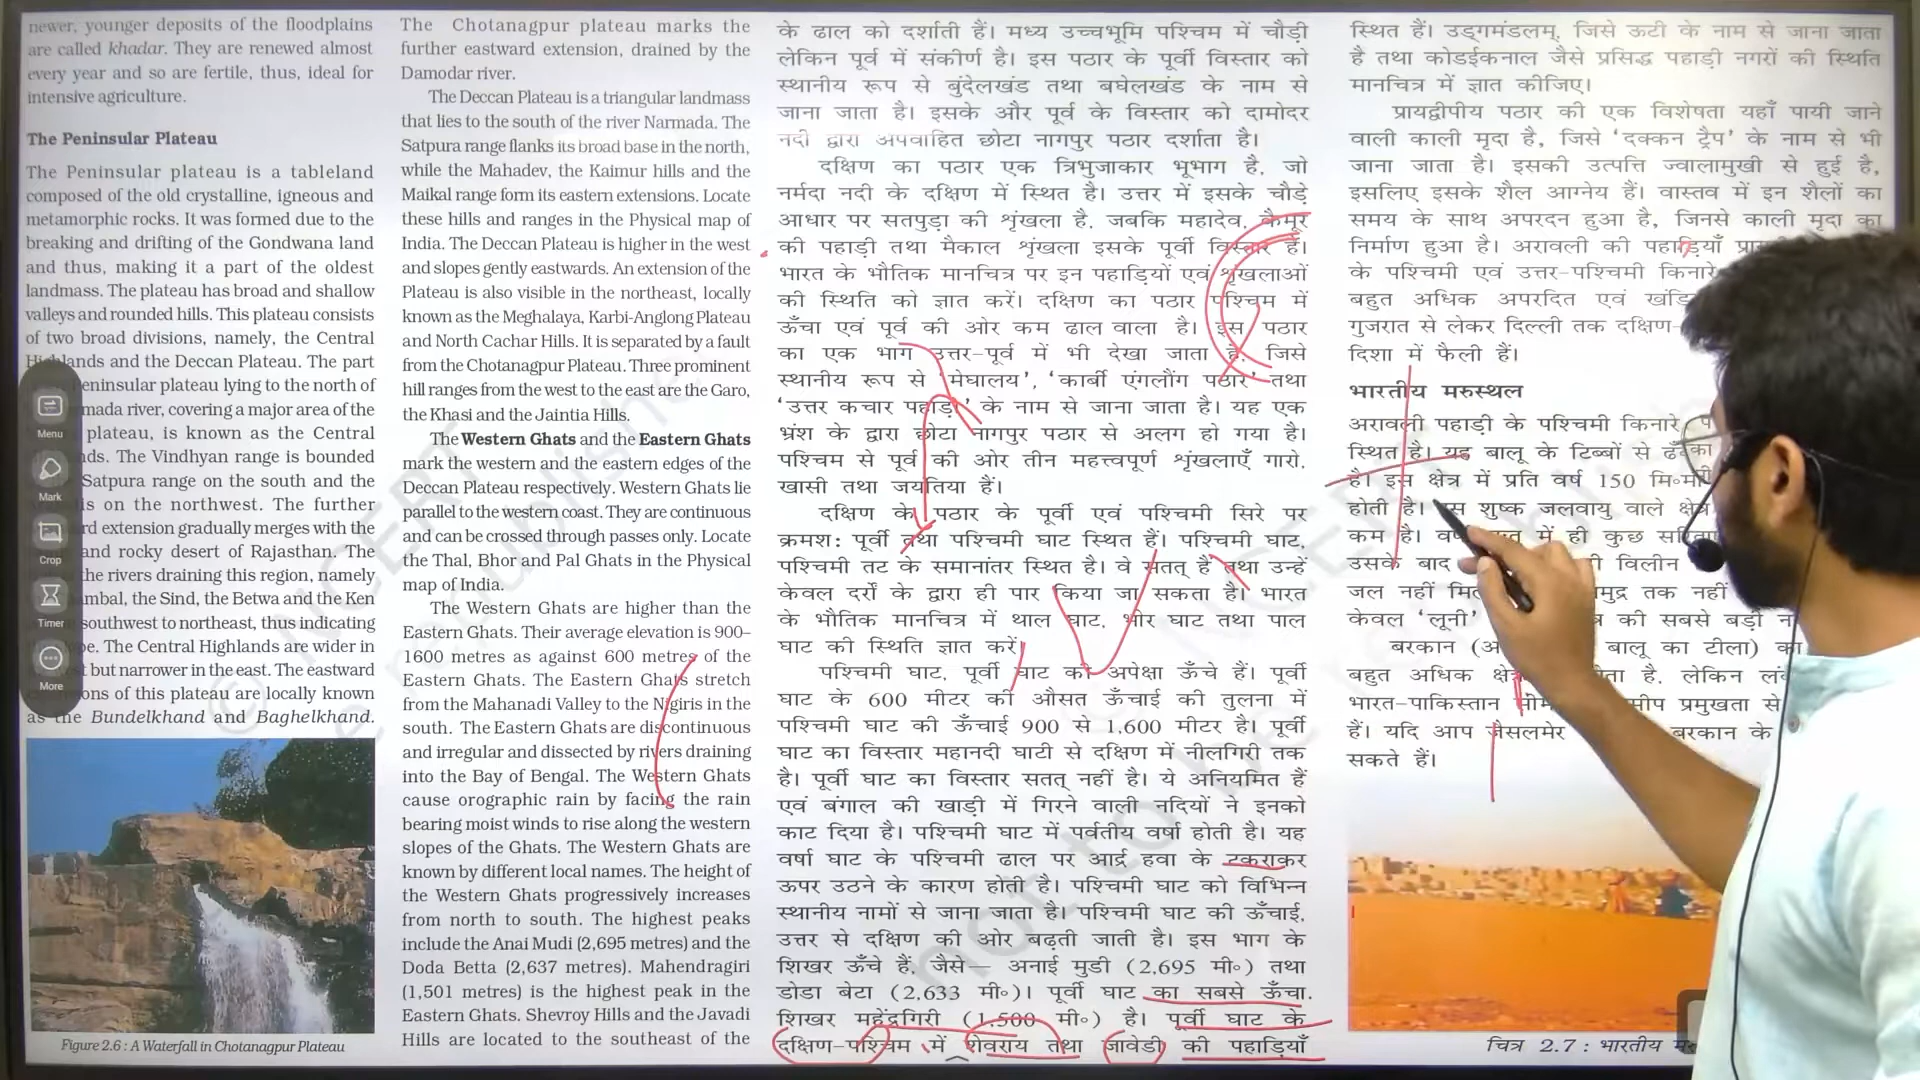 newer, younger deposits of the floodplains
are called khadar. They are renewed almost
every year and so are fertile, thus, ideal for
intensive agriculture.
The Peninsular Plateau
The Peninsular plateau is a tableland
composed of the old crystalline, igneous and
metamorphic rocks. It was formed due to the
breaking and drifting of the Gondwana land
and thus, making it a part of the oldest
landmass. The plateau has broad and shallow
valleys and rounded hills. This plateau consists
of two broad divisions, namely, the Central
Highlands and the Deccan Plateau. The part
eninsular plateau lying to the north of
mada river, covering a major area of the
plateau, is known as the Central
nds. The Vindhyan range is bounded
Satpura range on the south and the
is on the northwest. The further
rd extension gradually merges with the
and rocky desert of Rajasthan. The
the rivers draining this region, namely
ambal, the Sind, the Betwa and the Ken
southwest to northeast, thus indicating
pe. The Central Highlands are wider in
t but narrower in the east. The eastward
ons of this plateau are locally known
as the Bundelkhand and Baghelkhand.
Figure 2.6 : A Waterfall in Chotanagpur Plateau
Menu
Mark
Crop
Timer
More
The Chotanagpur plateau marks the
further eastward extension, drained by the
Damodar river.
The Deccan Plateau is a triangular landmass
that lies to the south of the river Narmada. The
Satpura range flanks its broad base in the north,
while the Mahadev, the Kaimur hills and the
Maikal range form its eastern extensions. Locate
these hills and ranges in the Physical map of
India. The Deccan Plateau is higher in the west
and slopes gently eastwards. An extension of the
Plateau is also visible in the northeast, locally
known as the Meghalaya, Karbi-Anglong Plateau
and North Cachar Hills. It is separated by a fault
from the Chotanagpur Plateau. Three prominent
hill ranges from the west to the east are the Garo,
the Khasi and the Jaintia Hills.
The Western Ghats and the Eastern Ghats
mark the western and the eastern edges of the
Deccan Plateau respectively. Western Ghats lie
parallel to the western coast. They are continuous
and can be crossed through passes only. Locate
the Thal, Bhor and Pal Ghats in the Physical
map of India.
The Western Ghats are higher than the
Eastern Ghats. Their average elevation is 900–
1600 metres as against 600 metres of the
Eastern Ghats. The Eastern Ghats stretch
from the Mahanadi Valley to the Nigiris in the
south. The Eastern Ghats are discontinuous
and irregular and dissected by rivers draining
into the Bay of Bengal. The Western Ghats
cause orographic rain by facing the rain
bearing moist winds to rise along the western
slopes of the Ghats. The Western Ghats are
known by different local names. The height of
the Western Ghats progressively increases
from north to south. The highest peaks
include the Anai Mudi (2,695 metres) and the
Doda Betta (2,637 metres). Mahendragiri
(1,501 metres) is the highest peak in the
Eastern Ghats. Shevroy Hills and the Javadi
Hills are located to the southeast of the
के ढाल को दर्शाती हैं। मध्य उच्चभूमि पश्चिम में चौड़ी
लेकिन पूर्व में संकीर्ण है। इस पठार के पूर्वी विस्तार को
स्थानीय रूप से बुंदेलखंड तथा बघेलखंड के नाम से
जाना जाता है। इसके और पूर्व के विस्तार को दामोदर
नदी द्वारा अपवाहित छोटा नागपुर पठार दर्शाता है।
दक्षिण का पठार एक त्रिभुजाकार भूभाग है, जो
नर्मदा नदी के दक्षिण में स्थित है। उत्तर में इसके चौड़े
आधार पर सतपुड़ा की शृंखला है, जबकि महादेव, कैमूर
की पहाड़ी तथा मैकाल शृंखला इसके पूर्वी विस्तार हैं।
भारत के भौतिक मानचित्र पर इन पहाड़ियों एवं शृंखलाओं
की स्थिति को ज्ञात करें। दक्षिण का पठार पश्चिम में
ऊँचा एवं पूर्व की ओर कम ढाल वाला है। इस पठार
का एक भाग उत्तर-पूर्व में भी देखा जाता है, जिसे
स्थानीय रूप से 'मेघालय', 'कार्बी एंगलौंग पठार' तथा
'उत्तर कचार पहाड़ी' के नाम से जाना जाता है। यह एक
भ्रंश के द्वारा छोटा नागपुर पठार से अलग हो गया है।
पश्चिम से पूर्व की ओर तीन महत्त्वपूर्ण शृंखलाएँ गारो,
खासी तथा जयंतिया हैं।
दक्षिण के पठार के पूर्वी एवं पश्चिमी सिरे पर
क्रमश: पूर्वी तथा पश्चिमी घाट स्थित हैं। पश्चिमी घाट,
पश्चिमी तट के समानांतर स्थित है। वे सतत् हैं तथा उन्हें
केवल दर्रों के द्वारा ही पार किया जा सकता है। भारत
के भौतिक मानचित्र में थाल घाट, भोर घाट तथा पाल
घाट की स्थिति ज्ञात करें।
पश्चिमी घाट, पूर्वी घाट की अपेक्षा ऊँचे हैं। पूर्वी
घाट के 600 मीटर की औसत ऊँचाई की तुलना में
पश्चिमी घाट की ऊँचाई 900 से 1,600 मीटर है। पूर्वी
घाट का विस्तार महानदी घाटी से दक्षिण में नीलगिरी तक
है। पूर्वी घाट का विस्तार सतत् नहीं है। ये अनियमित हैं
एवं बंगाल की खाड़ी में गिरने वाली नदियों ने इनको
काट दिया है। पश्चिमी घाट में पर्वतीय वर्षा होती है। यह
वर्षा घाट के पश्चिमी ढाल पर आर्द्र हवा के टकराकर
ऊपर उठने के कारण होती है। पश्चिमी घाट को विभिन्न
स्थानीय नामों से जाना जाता है। पश्चिमी घाट की ऊँचाई,
उत्तर से दक्षिण की ओर बढ़ती जाती है। इस भाग के
शिखर ऊँचे हैं, जैसे— अनाई मुडी (2,695 मी०) तथा
डोडा बेटा (2,633 मी०)। पूर्वी घाट का सबसे ऊँचा
शिखर महेंद्रगिरी (1,500 मी०) है। पूर्वी घाट के
दक्षिण-पश्चिम में शेवराय तथा जावेडी की पहाड़ियाँ
स्थित हैं। उड्गमंडलम्, जिसे ऊटी के नाम से जाना जाता
है तथा कोडईकनाल जैसे प्रसिद्ध पहाड़ी नगरों की स्थिति
मानचित्र में ज्ञात कीजिए।
प्रायद्वीपीय पठार की एक विशेषता यहाँ पायी जाने
वाली काली मृदा है, जिसे 'दक्कन ट्रैप' के नाम से भी
जाना जाता है। इसकी उत्पत्ति ज्वालामुखी से हुई है,
इसलिए इसके शैल आग्नेय हैं। वास्तव में इन शैलों का
समय के साथ अपरदन हुआ है, जिनसे काली मृदा का
निर्माण हुआ है। अरावली की पहाड़ियाँ
के पश्चिमी एवं उत्तर-पश्चिमी किनारे
बहुत अधिक अपरदित एवं
गुजरात से लेकर दिल्ली तक दक्षिण-
दिशा में फैली हैं।
भारतीय मरुस्थल
अरावली पहाड़ी के पश्चिमी किनारे
स्थित है। यह बालू के टिब्बों से
है। इस क्षेत्र में प्रति वर्ष 150
होती है। इस शुष्क जलवायु वाले
कम है। में ही कुछ
उसके बाद विलीन
जल नहीं तक नहीं
केवल 'लूनी' की सबसे बड़ी
बरकान बालू का टीला)
बहुत अधिक लेकिन
भारत-पाकिस्तान प्रमुखता से
हैं। यदि आप जैसलमेर बरकान के
सकते हैं।
चित्र 2.7 : भारतीय